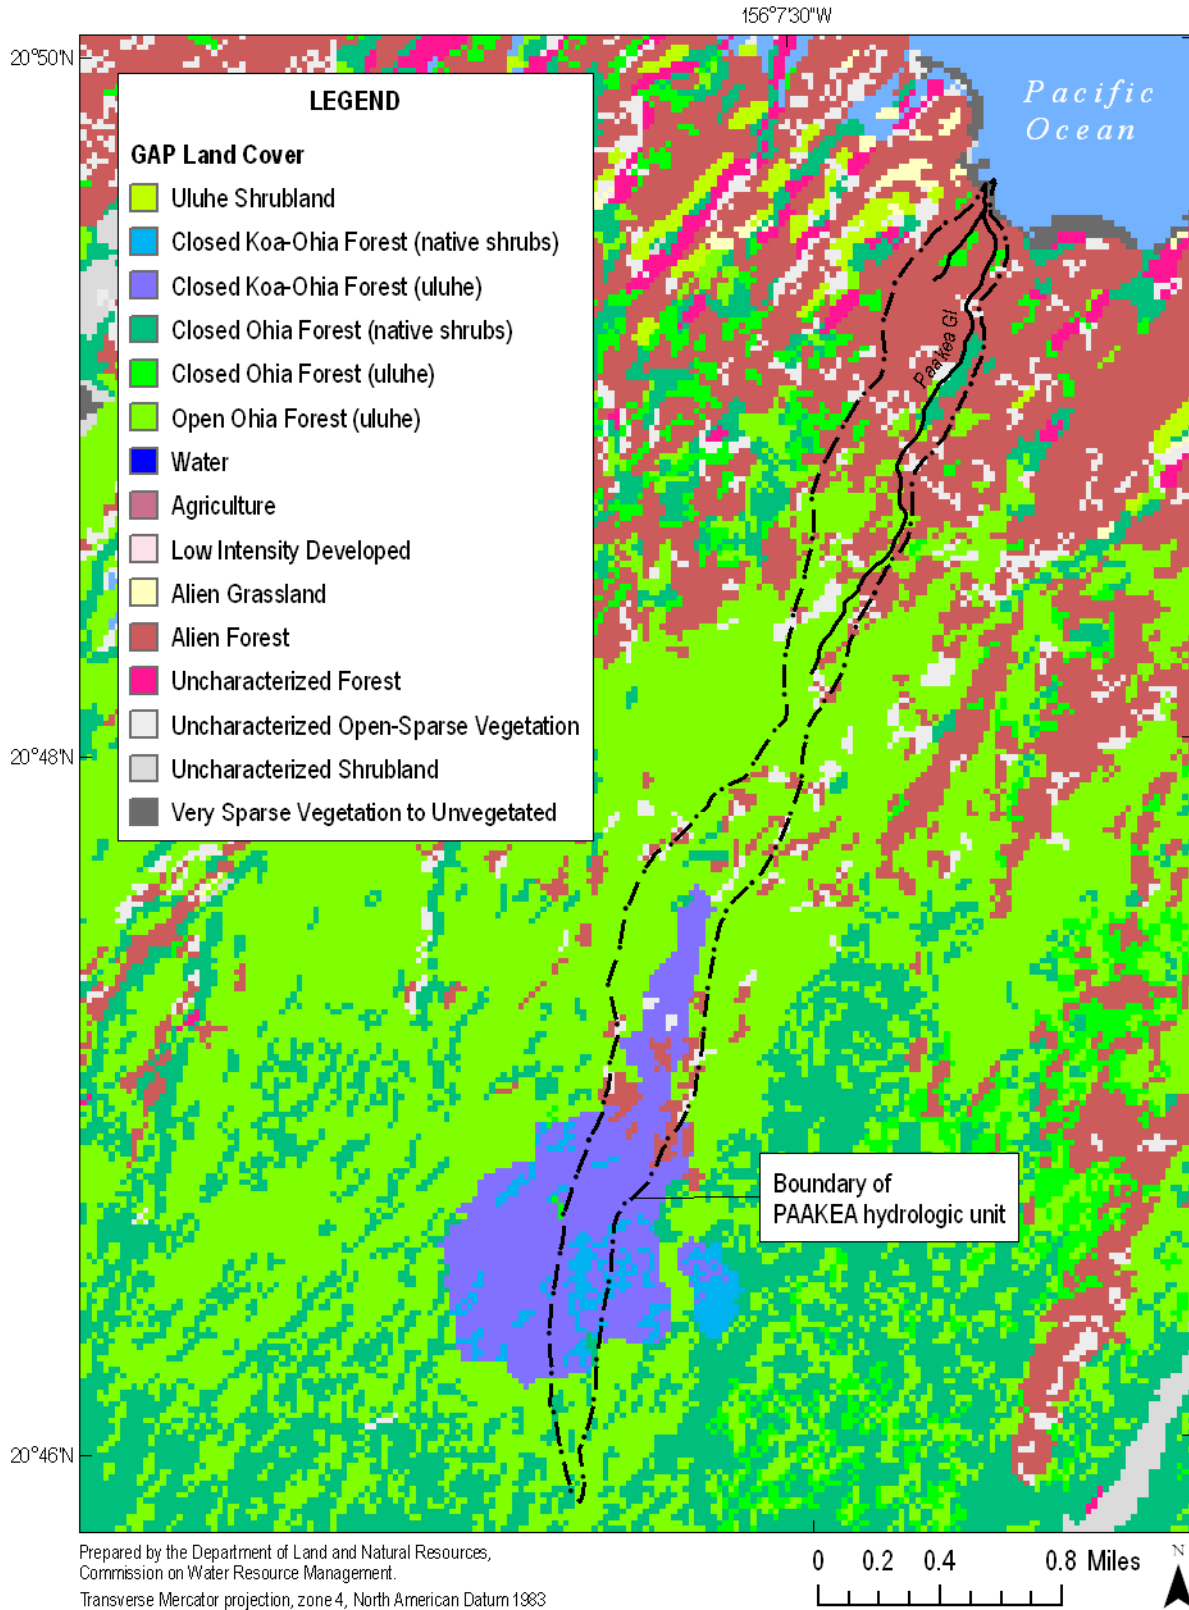 156°7'30"W
20°50'N
Pacific
Ocean
LEGEND
GAP Land Cover
Uluhe Shrubland
Closed Koa-Ohia Forest (native shrubs)
Closed Koa-Ohia Forest (uluhe)
Closed Ohia Forest (native shrubs)
Closed Ohia Forest (uluhe)
Open Ohia Forest (uluhe)
Water
Agriculture
Low Intensity Developed
Alien Grassland
Alien Forest
Uncharacterized Forest
Uncharacterized Open-Sparse Vegetation
Uncharacterized Shrubland
Very Sparse Vegetation to Unvegetated
Paakea Gl
20°48'N
Boundary of
PAAKEA hydrologic unit
20°46'N
Prepared by the Department of Land and Natural Resources,
Commission on Water Resource Management.
Transverse Mercator projection, zone 4, North American Datum 1983
0 0.2 0.4 0.8 Miles
N